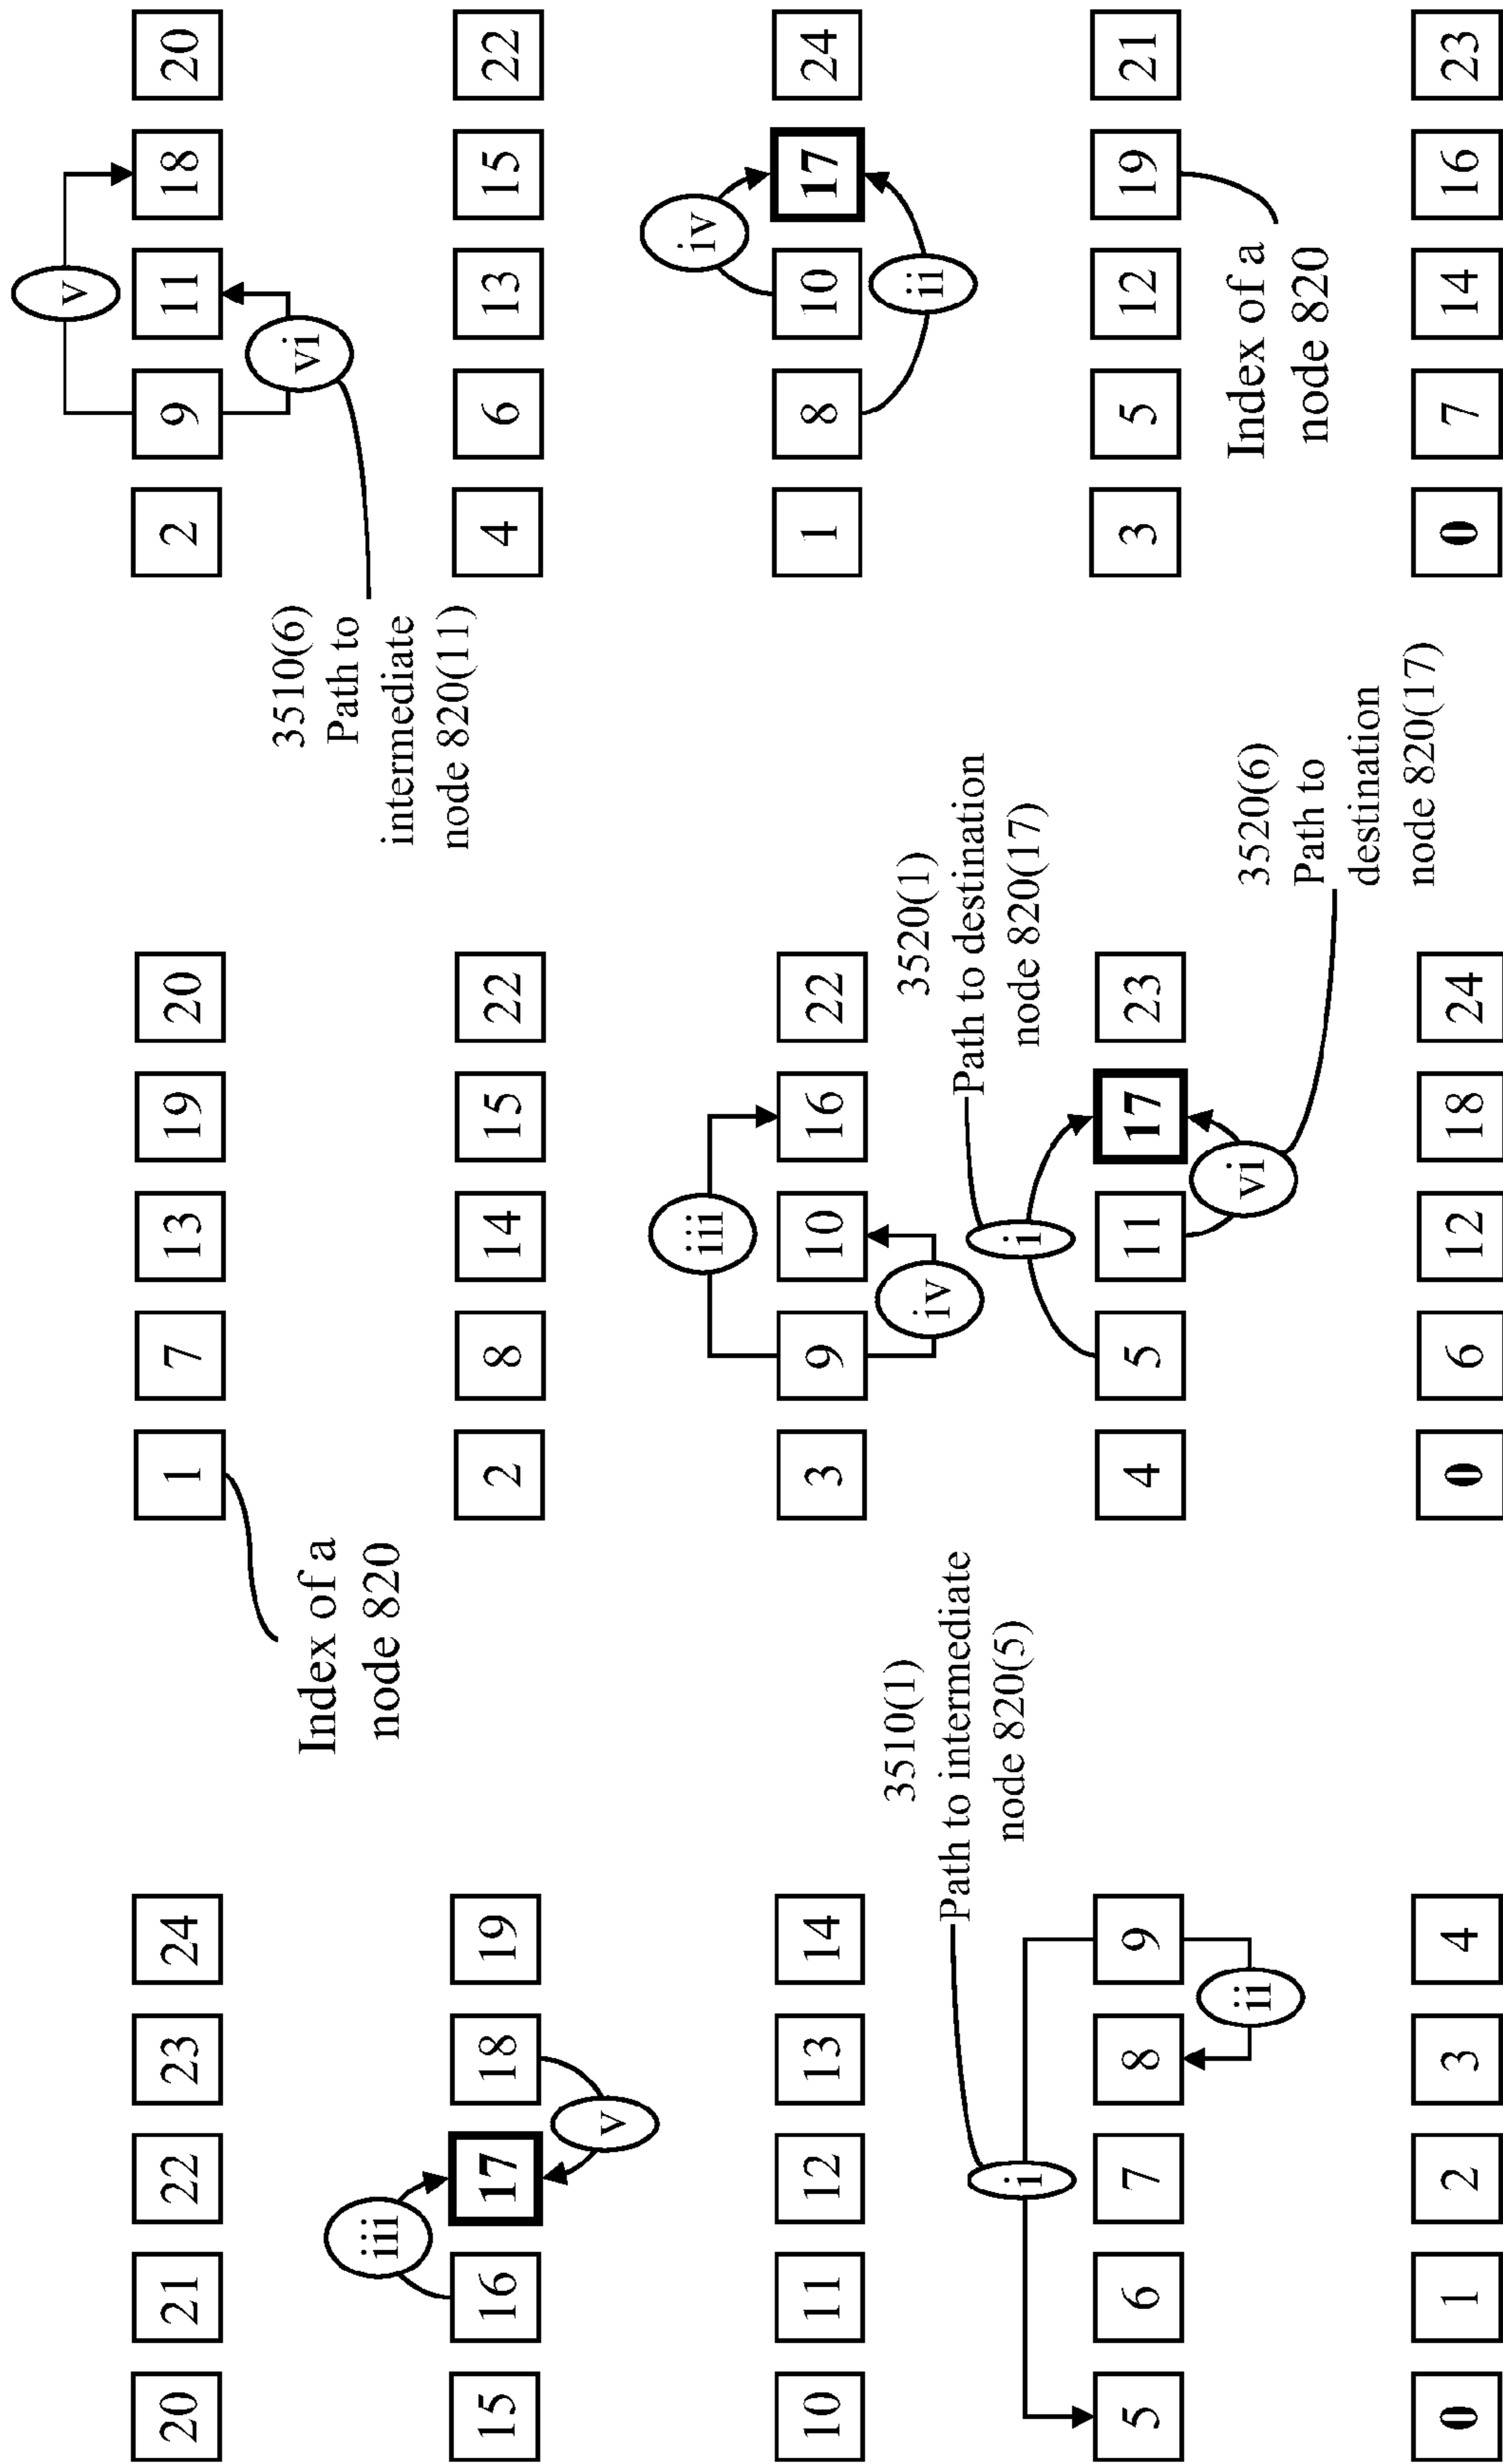 20 21 22 23 24
iii
15 16 17 18 19
v
10 11 12 13 14
3510(1)
Path to intermediate
node 820(5)
i
5 6 7 8 9
ii
0 1 2 3 4
1 7 13 19 20
Index of a
node 820
2 8 14 15 22
iii
3 9 10 16 22
iv
3520(1)
Path to destination
node 820(17)
i
4 5 11 17 23
vi
3520(6)
Path to
destination
node 820(17)
0 6 12 18 24
v
2 9 11 18 20
vi
3510(6)
Path to
intermediate
node 820(11)
4 6 13 15 22
iv
1 8 10 17 24
ii
3 5 12 19 21
Index of a
node 820
0 7 14 16 23